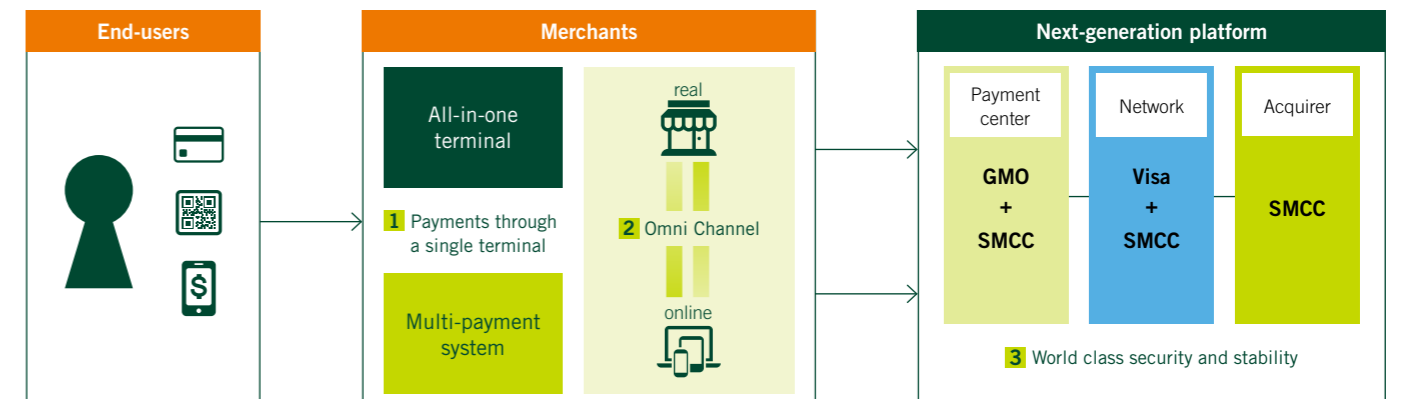 End-users
Merchants
Next-generation platform
All-in-one
terminal
1 Payments through
a single terminal
Multi-payment
system
real
2 Omni Channel
online
Payment
center
GMO
+
SMCC
Network
Visa
+
SMCC
Acquirer
SMCC
3 World class security and stability
$